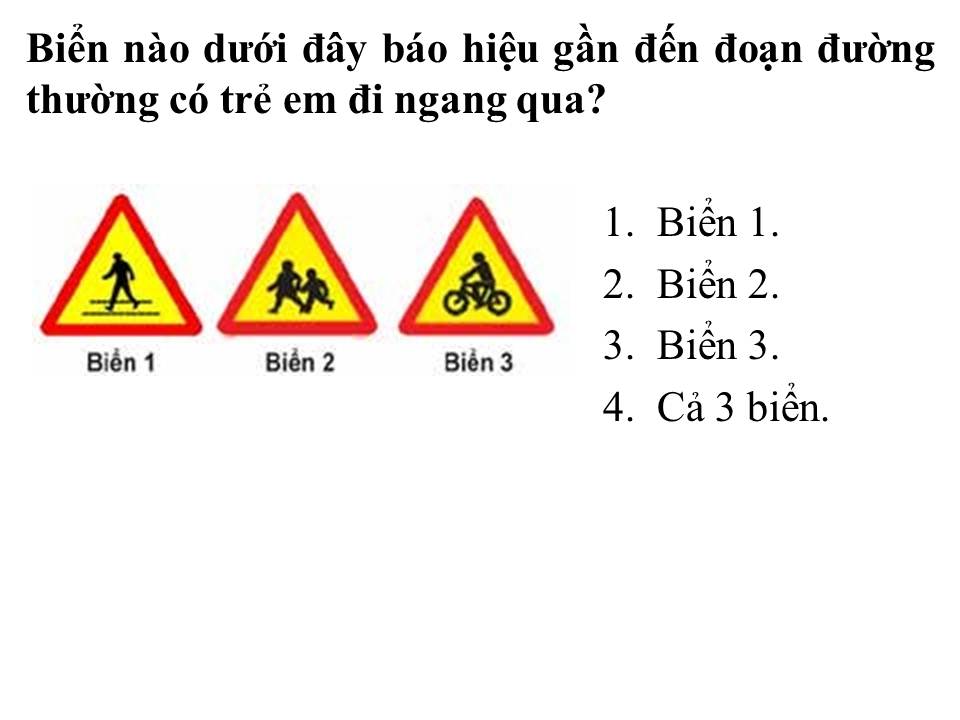 Biển nào dưới đây báo hiệu gần đến đoạn đường
thường có trẻ em đi ngang qua?
1. Biển 1.
2. Biển 2.
3. Biển 3.
4. Cả 3 biển.
Biển 1
Biển 2
Biển 3